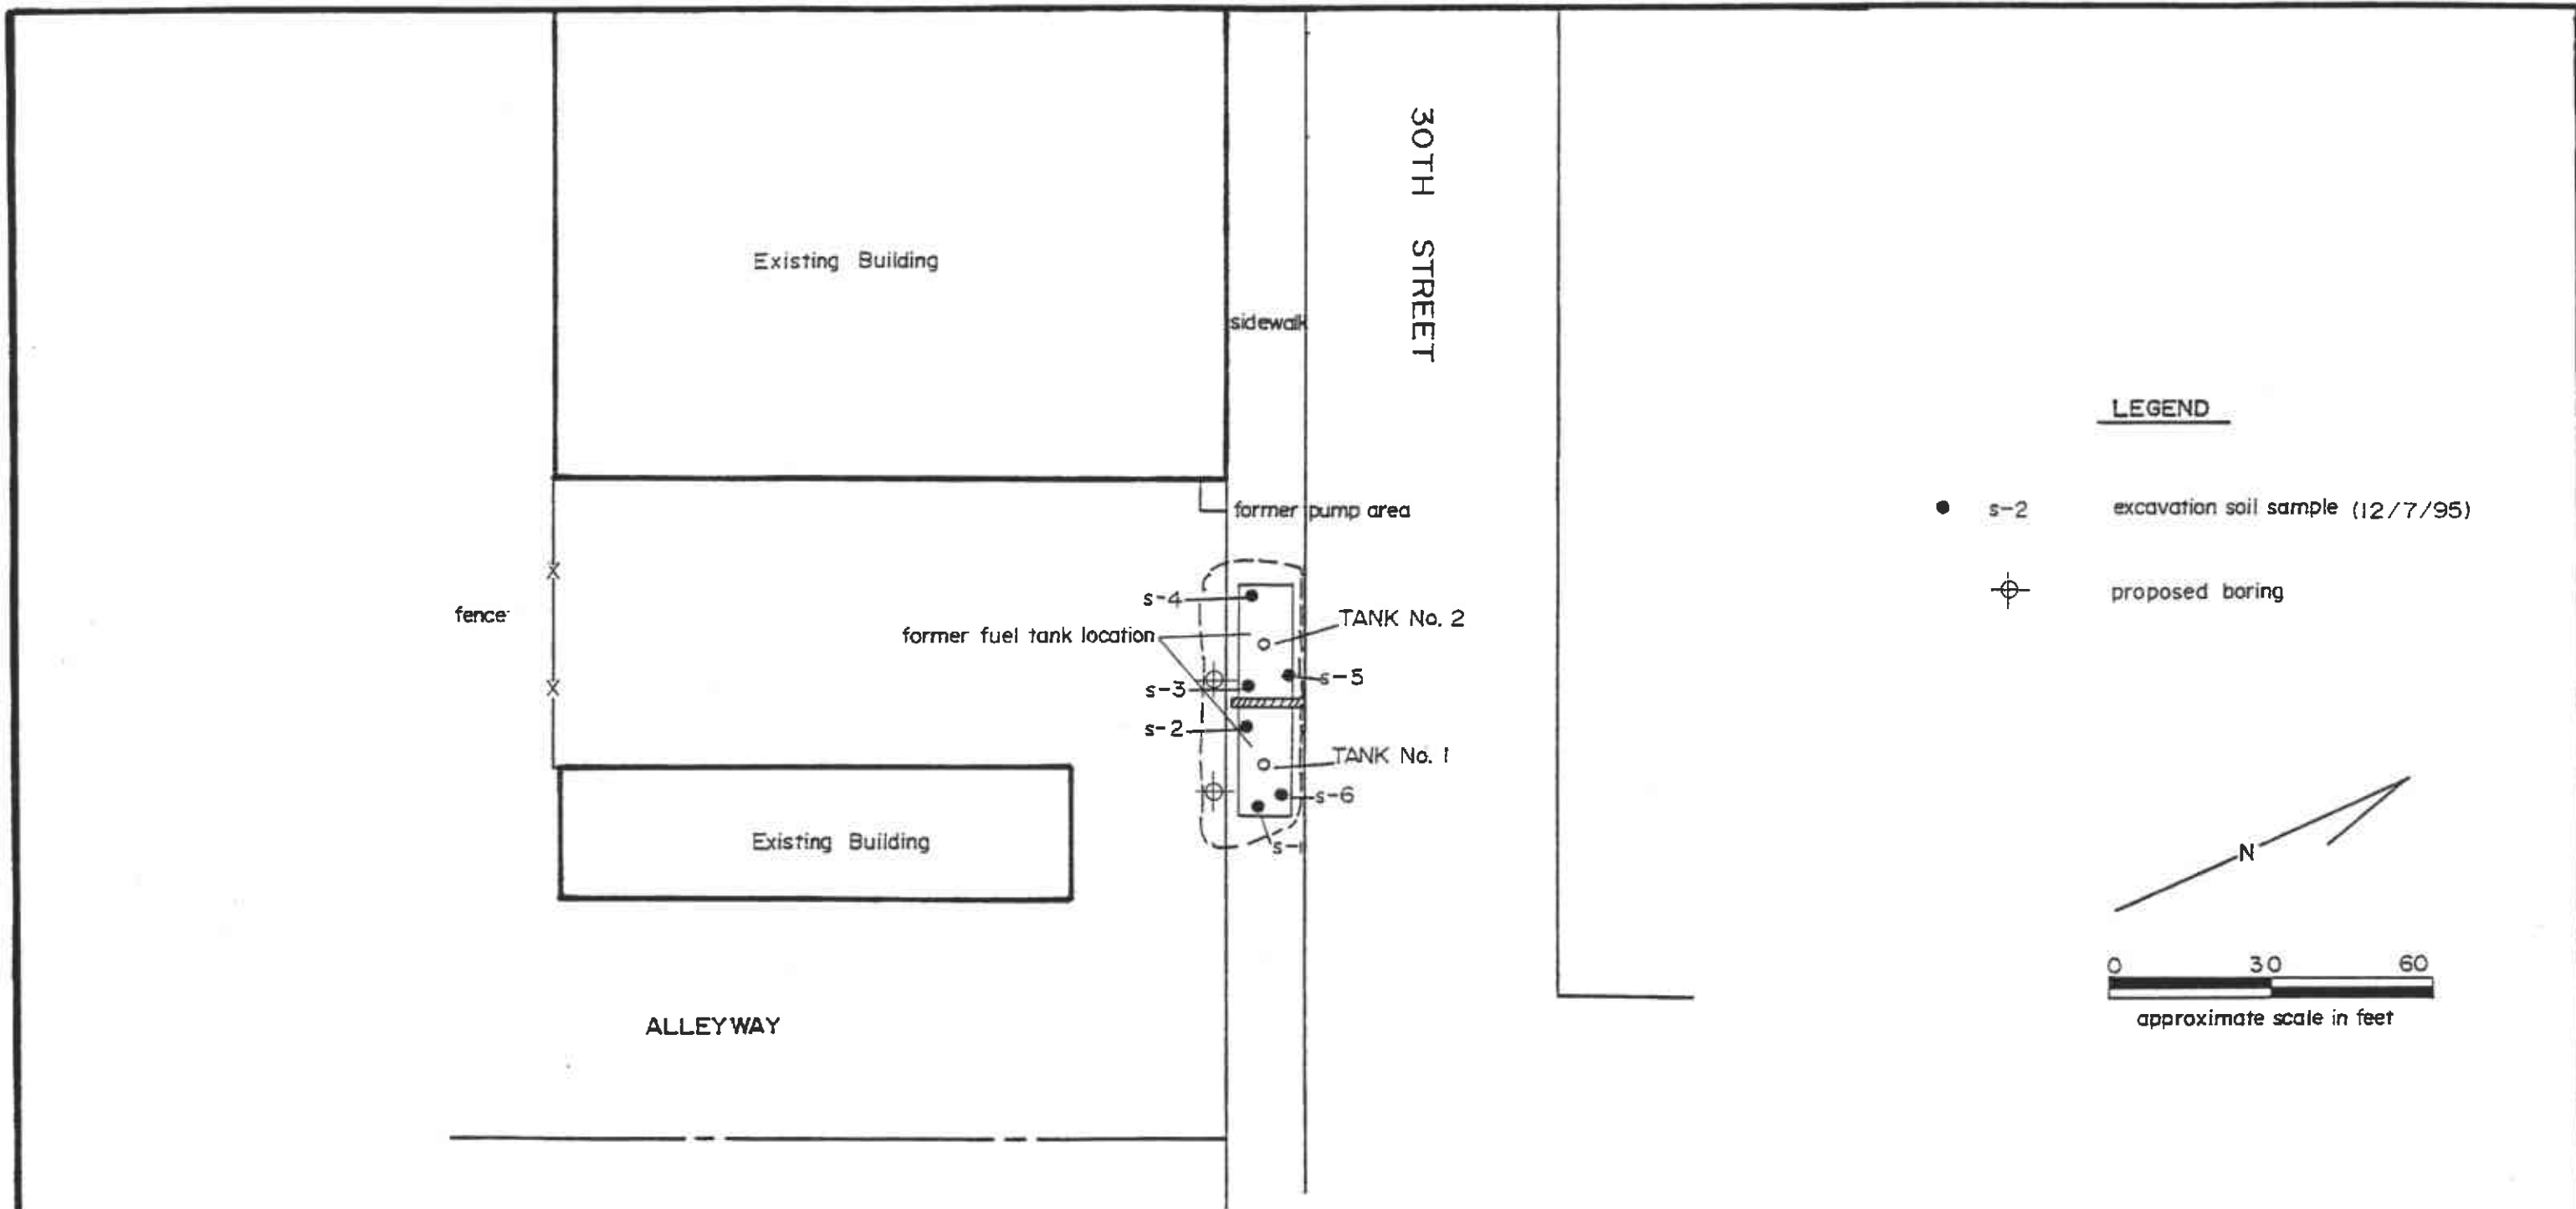 30TH STREET
Existing Building
sidewalk
LEGEND
former pump area
s-2 excavation soil sample (12/7/95)
proposed boring
fence
s-4
TANK No. 2
former fuel tank location
s-5
s-3
s-2
TANK No. 1
s-6
s-1
Existing Building
N
0 30 60
approximate scale in feet
ALLEYWAY
X
X